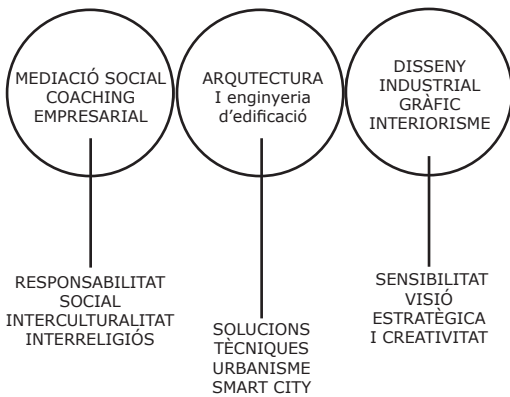 MEDIACIÓ SOCIAL
COACHING
EMPRESARIAL
ARQUTECTURA
I enginyeria
d'edificació
DISSENY
INDUSTRIAL
GRÀFIC
INTERIORISME
RESPONSABILITAT
SOCIAL
INTERCULTURALITAT
INTERRELIGIÓS
SOLUCIONS
TÈCNIQUES
URBANISME
SMART CITY
SENSIBILITAT
VISIÓ
ESTRATÈGICA
I CREATIVITAT